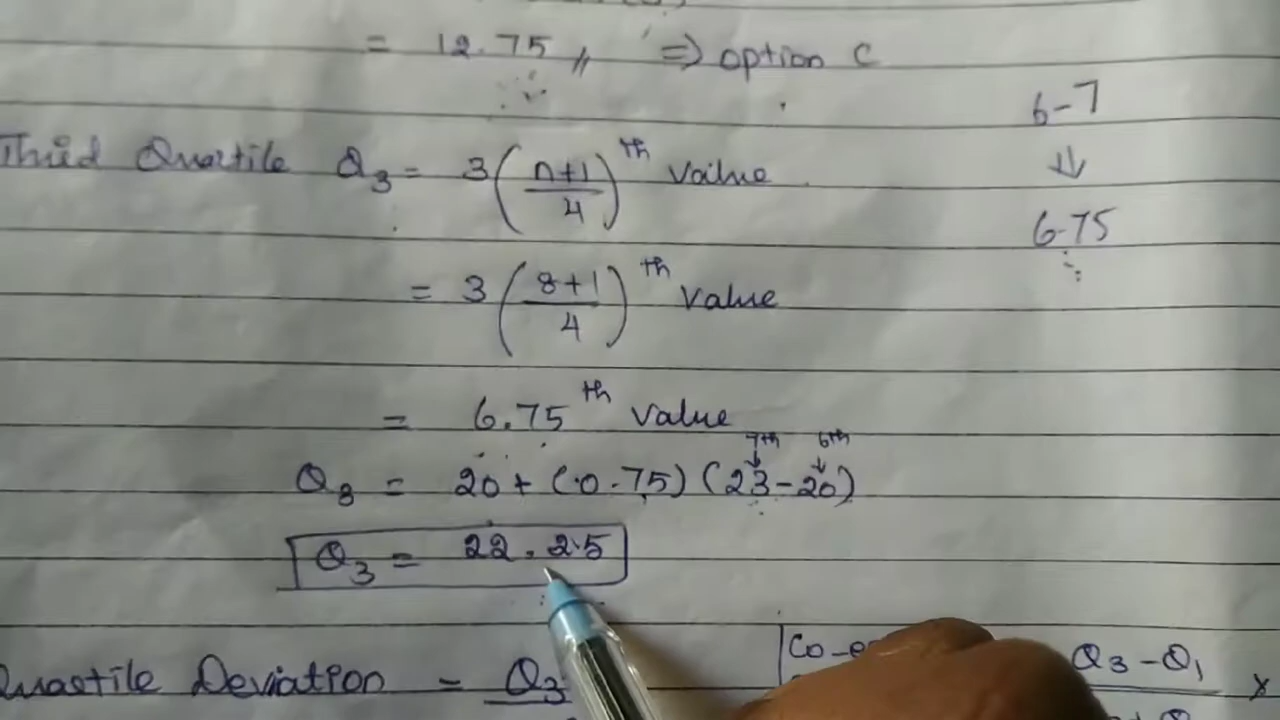 = 12.75 ⇒ option C
6-7
⇓
6.75
Third Quartile Q₃ = 3(n+1/4)th Value
= 3(8+1/4)th Value
= 6.75th Value
7th 6th
Q₃ = 20 + (0.75) (23-20)
Q₃ = 22.25
Quartile Deviation = Q₃
Q₃-Q₁ x